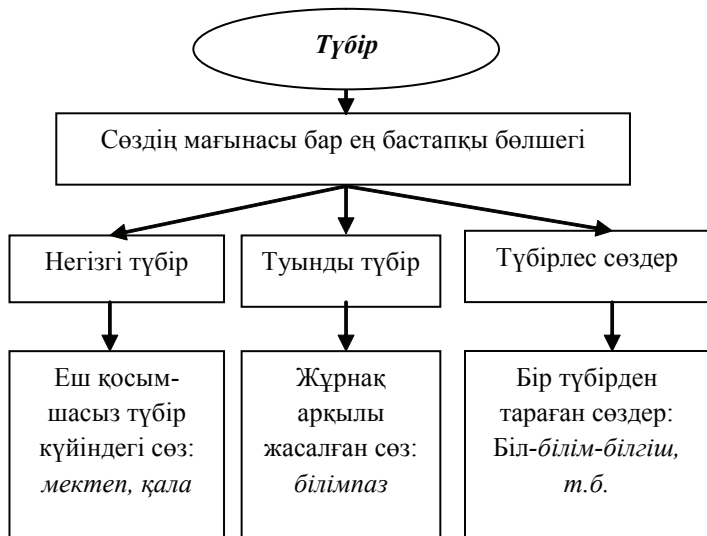 Түбір
Сөздің мағынасы бар ең бастапқы бөлшегі
Негізгі түбір
Туынды түбір
Түбірлес сөздер
Еш қосым-
шасыз түбір
күйіндегі сөз:
мектеп, қала
Жұрнақ
арқылы
жасалған сөз:
білімпаз
Бір түбірден
тараған сөздер:
Біл-білім-білгіш,
т.б.